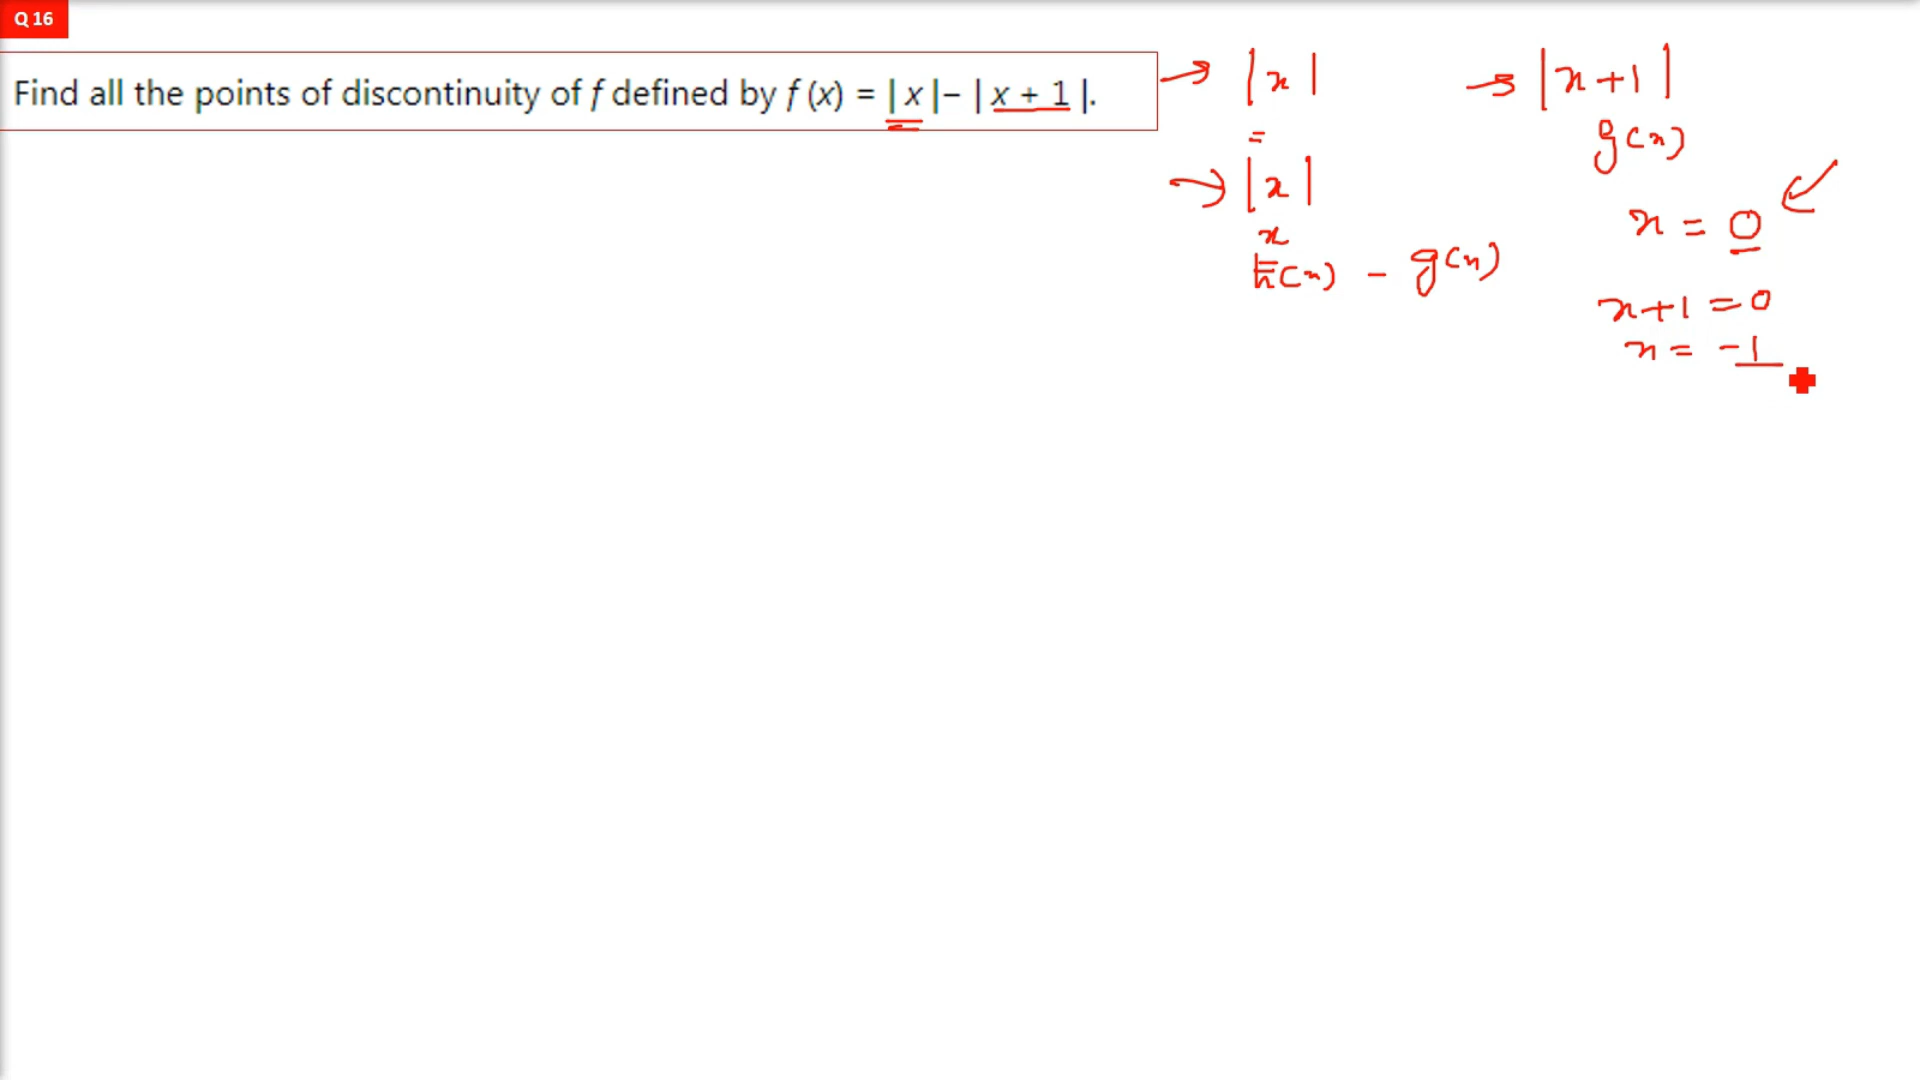 Q 16
Find all the points of discontinuity of f defined by f (x) = | x |− | x + 1 |.
→ |x| → |x+1|
= g(x)
→ |x|
x = 0
x
h(x) - g(x)
x+1 = 0
x = -1